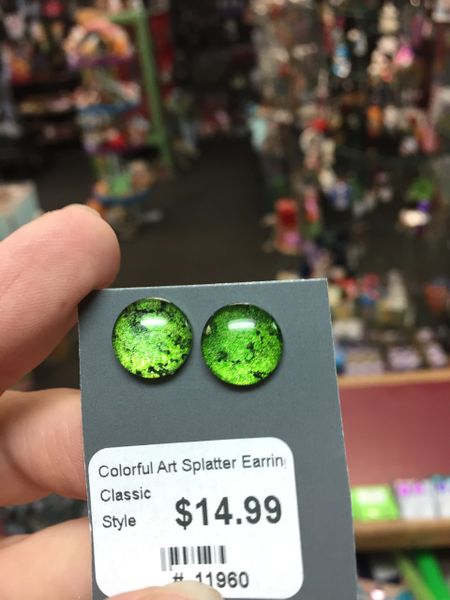 Colorful Art Splatter Earrin
Classic
Style $14.99
# 11960